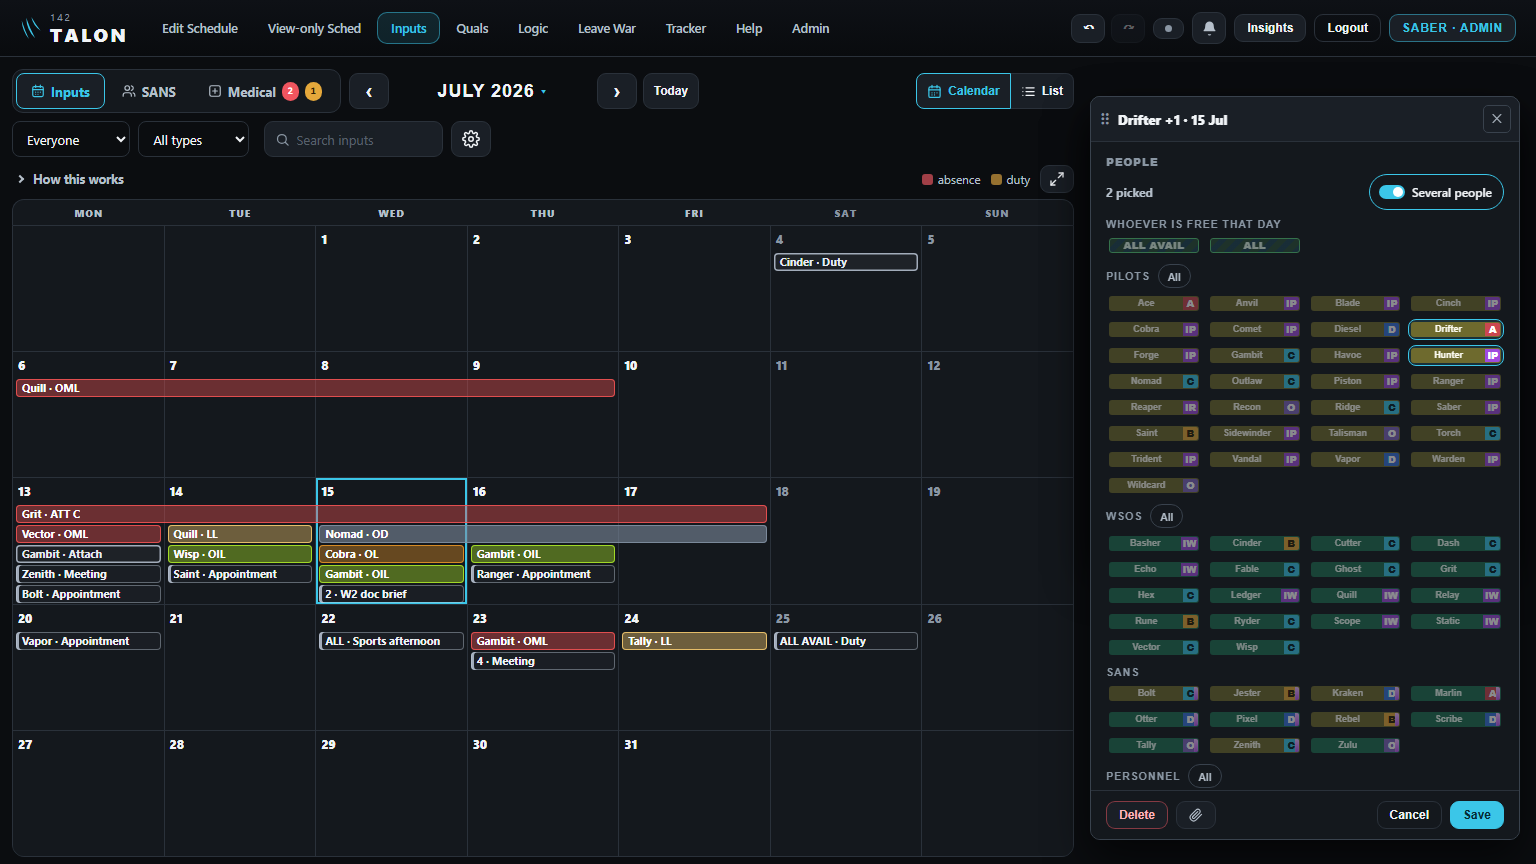 142
TALON
Edit Schedule
View-only Sched
Inputs
Quals
Logic
Leave War
Tracker
Help
Admin
Insights
Logout
SABER · ADMIN
Inputs
SANS
Medical 2 1
JULY 2026
Today
Calendar
List
Everyone
All types
Search inputs
How this works
absence
duty
MON TUE WED THU FRI SAT SUN
1 2 3 4 5
Cinder · Duty
6 7 8 9 10 11 12
Quill · OML
13 14 15 16 17 18 19
Grit · ATT C
Vector · OML
Quill · LL
Nomad · OD
Gambit · Attach
Wisp · OIL
Cobra · OL
Gambit · OIL
Zenith · Meeting
Saint · Appointment
Gambit · OIL
Ranger · Appointment
Bolt · Appointment
2 · W2 doc brief
20 21 22 23 24 25 26
Vapor · Appointment
ALL · Sports afternoon
Gambit · OML
Tally · LL
ALL AVAIL · Duty
4 · Meeting
27 28 29 30 31
Drifter +1 · 15 Jul
PEOPLE
2 picked
Several people
WHOEVER IS FREE THAT DAY
ALL AVAIL
ALL
PILOTS All
Ace A Anvil IP Blade IP Cinch IP
Cobra IP Comet IP Diesel D Drifter A
Forge IP Gambit C Havoc IP Hunter IP
Nomad C Outlaw C Piston IP Ranger IP
Reaper IR Recon O Ridge C Saber IP
Saint B Sidewinder IP Talisman O Torch C
Trident IP Vandal IP Vapor D Warden IP
Wildcard O
WSOS All
Basher IW Cinder B Cutter C Dash C
Echo IW Fable C Ghost C Grit C
Hex C Ledger IW Quill IW Relay IW
Rune B Ryder C Scope IW Static IW
Vector C Wisp C
SANS
Bolt C Jester B Kraken D Marlin A
Otter D Pixel D Rebel B Scribe D
Tally O Zenith C Zulu O
PERSONNEL All
Delete
Cancel
Save